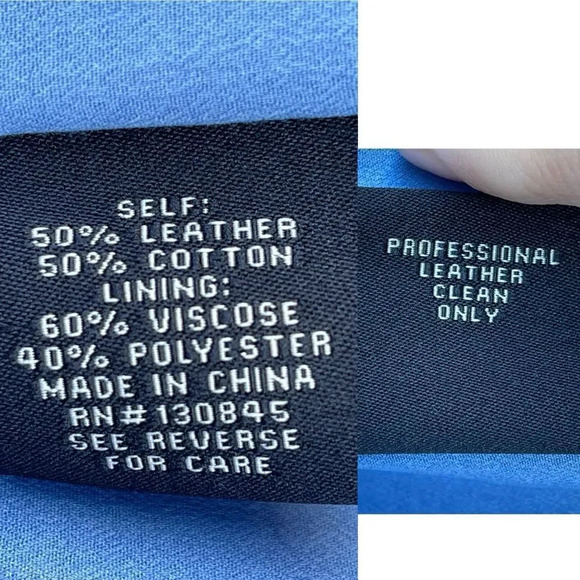 SELF:
50% LEATHER
50% COTTON
LINING:
60% VISCOSE
40% POLYESTER
MADE IN CHINA
RN#130845
SEE REVERSE
FOR CARE
PROFESSIONAL
LEATHER
CLEAN
ONLY